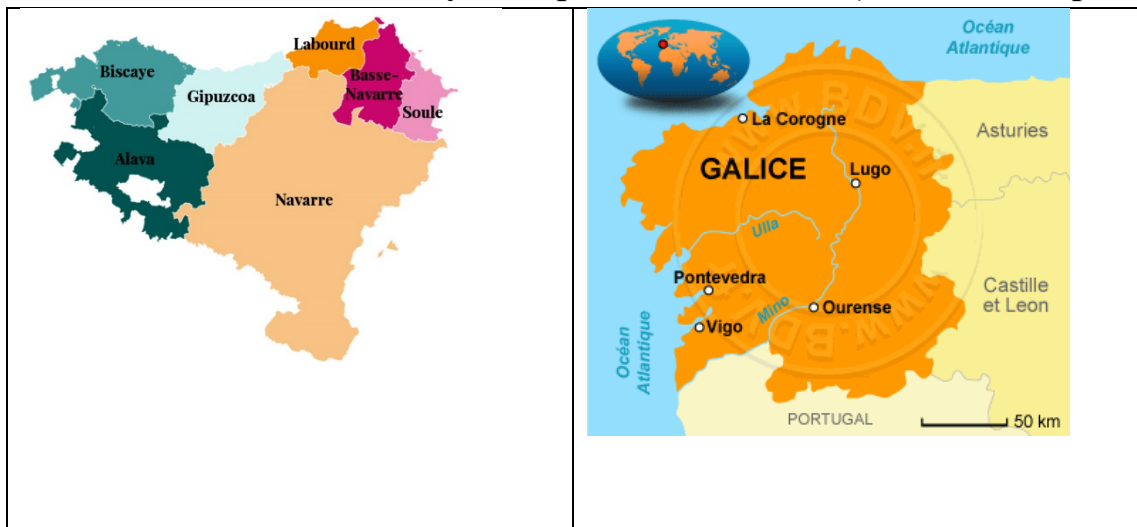 Labourd
Biscaye
Basse-
Navarre
Gipuzcoa
Soule
Alava
Navarre
Océan
Atlantique
La Corogne
Asturies
GALICE
Lugo
Ulla
Pontevedra
Castille
et Leon
Mino
Ourense
Vigo
Océan
Atlantique
PORTUGAL
50 km